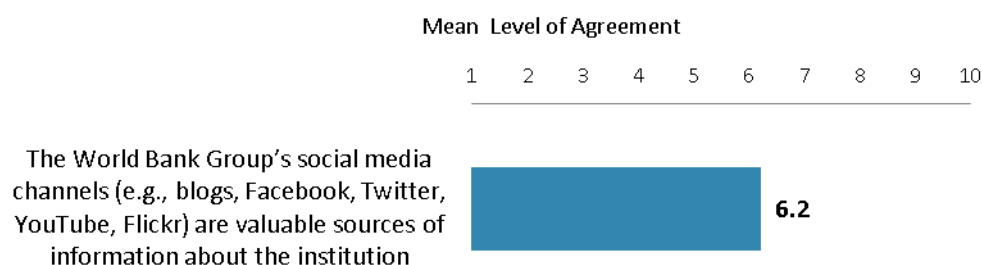 Mean Level of Agreement
1 2 3 4 5 6 7 8 9 10
The World Bank Group's social media
channels (e.g., blogs, Facebook, Twitter,
YouTube, Flickr) are valuable sources of
information about the institution
6.2